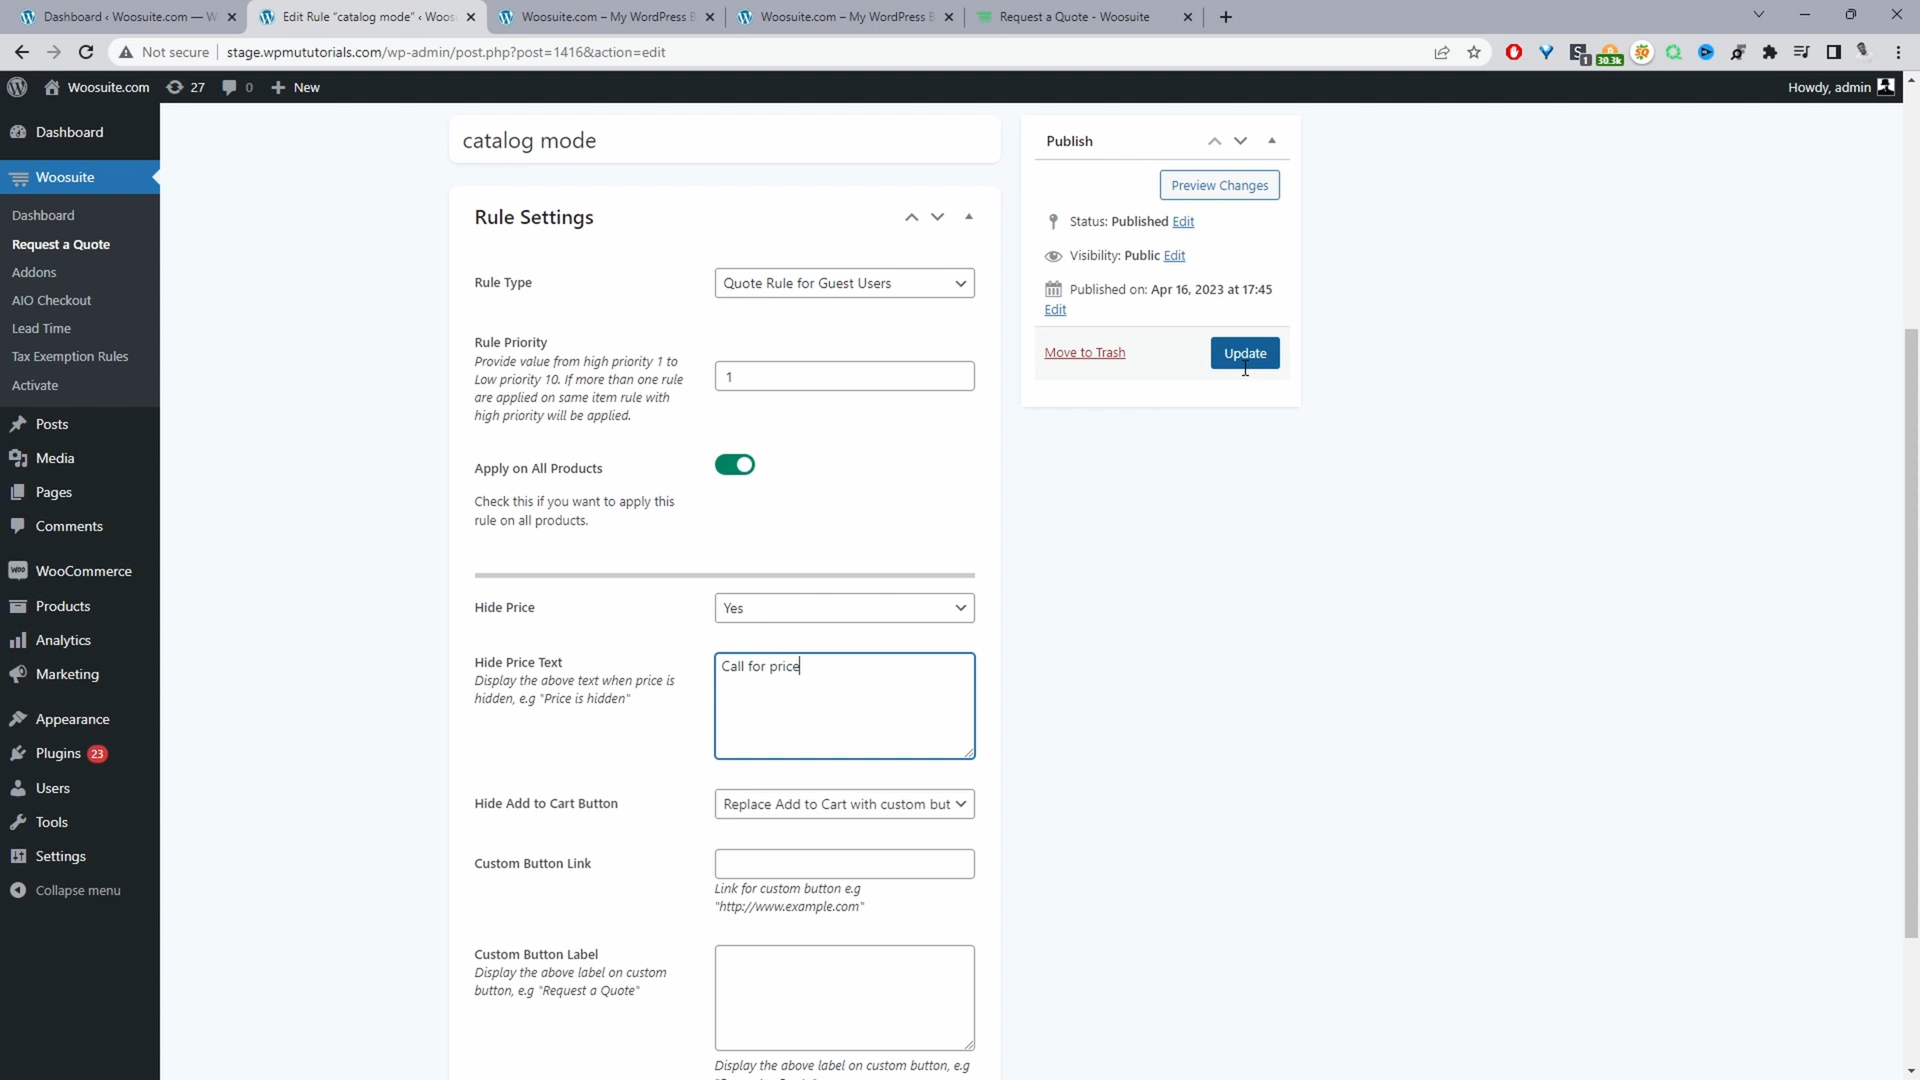 Dashboard ‹ Woosuite.com — W
Edit Rule "catalog mode" ‹ Woosu
Woosuite.com – My WordPress B
Woosuite.com – My WordPress B
Request a Quote - Woosuite
Not secure
stage.wpmututorials.com/wp-admin/post.php?post=1416&action=edit
1
30.3k
Woosuite.com
27
0
New
Howdy, admin
Dashboard
Woosuite
Dashboard
Request a Quote
Addons
AIO Checkout
Lead Time
Tax Exemption Rules
Activate
Posts
Media
Pages
Comments
WooCommerce
Products
Analytics
Marketing
Appearance
Plugins 23
Users
Tools
Settings
Collapse menu
catalog mode
Rule Settings
Rule Type
Quote Rule for Guest Users
Rule Priority
Provide value from high priority 1 to
Low priority 10. If more than one rule
are applied on same item rule with
high priority will be applied.
1
Apply on All Products
Check this if you want to apply this
rule on all products.
Hide Price
Yes
Hide Price Text
Display the above text when price is
hidden, e.g "Price is hidden"
Call for price
Hide Add to Cart Button
Replace Add to Cart with custom but
Custom Button Link
Link for custom button e.g
"http://www.example.com"
Custom Button Label
Display the above label on custom
button, e.g "Request a Quote"
Display the above label on custom button, e.g
Publish
Preview Changes
Status: Published Edit
Visibility: Public Edit
Published on: Apr 16, 2023 at 17:45
Edit
Move to Trash
Update